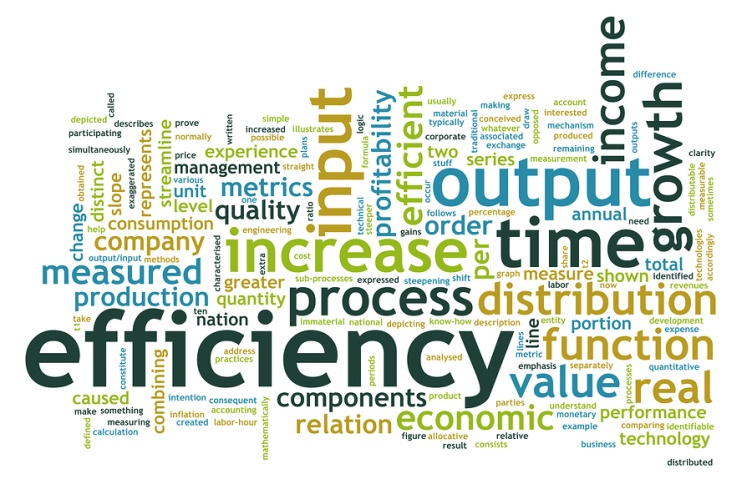 income
difference
called
depicted
describes
participating
simultaneously
exaggerated
represents
streamline
prove
normally
written
simple
increased
illustrates
possible
plans
logic
input
formula
profitability
efficient
usually
material
typically
corporate
making
express
conceived
whatever
associated
exchange
traditional
draw
opposed
account
interested
mechanism
produced
remaining
outputs
measurement
growth
clarity
distributable
measurable
sometimes
identified
price
experience
management
straight
various
unit
one
metrics
level
quality
ratio
technical
steeper
gains
occur
two
stuff
series
output
follows
percentage
order
annual
need
obtained
distinct
slope
change
help
consumption
engineering
company
output/input
methods
characterised
extra
increase
cost
per
time
share
t2
total
technologies
accordingly
measured
greater
sub-processes
expressed
steepening
shift
graph
measure
shown
labor
now
revenues
production
quantity
process
distribution
ten
nation
immaterial
national
depicting
know-how
description
line
entity
portion
development
expense
t1
take
efficiency
address
practices
periods
analysed
lines
metric
function
emphasis
separately
quantitative
constitute
combining
value
processes
real
caused
intention
consequent
components
product
parties
understand
make
something
inflation
accounting
mathematically
economic
monetary
performance
defined
measuring
created
labor-hour
relation
example
comparing
identifiable
calculation
figure
allocative
relative
result
consists
business
technology
distributed